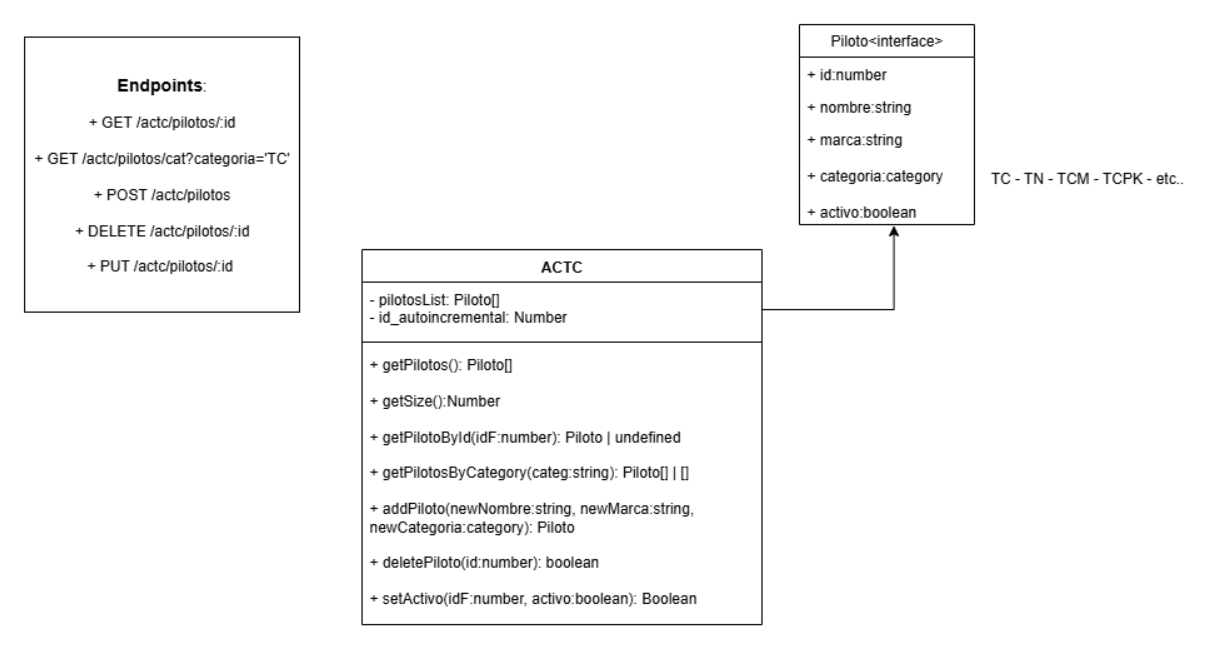 Endpoints:
+ GET /actc/pilotos/:id
+ GET /actc/pilotos/cat?categoria='TC'
+ POST /actc/pilotos
+ DELETE /actc/pilotos/:id
+ PUT /actc/pilotos/:id
Piloto<interface>
+ id:number
+ nombre:string
+ marca:string
+ categoria:category
+ activo:boolean
TC - TN - TCM - TCPK - etc..
ACTC
- pilotosList: Piloto[]
- id_autoincremental: Number
+ getPilotos(): Piloto[]
+ getSize():Number
+ getPilotoById(idF:number): Piloto | undefined
+ getPilotosByCategory(categ:string): Piloto[] | []
+ addPiloto(newNombre:string, newMarca:string,
newCategoria:category): Piloto
+ deletePiloto(id:number): boolean
+ setActivo(idF:number, activo:boolean): Boolean